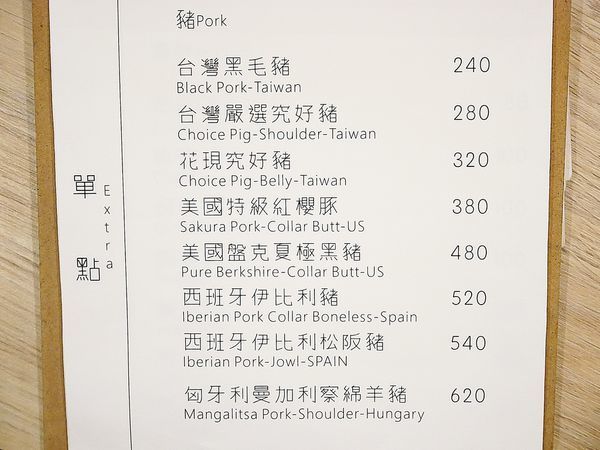 豬Pork
台灣黑毛豬 240
Black Pork-Taiwan
台灣嚴選究好豬 280
Choice Pig-Shoulder-Taiwan
花現究好豬 320
Choice Pig-Belly-Taiwan
美國特級紅櫻豚 380
Sakura Pork-Collar Butt-US
美國盤克夏極黑豬 480
Pure Berkshire-Collar Butt-US
西班牙伊比利豬 520
Iberian Pork Collar Boneless-Spain
西班牙伊比利松阪豬 540
Iberian Pork-Jowl-SPAIN
匈牙利曼加利察綿羊豬 620
Mangalitsa Pork-Shoulder-Hungary
單點
Extra